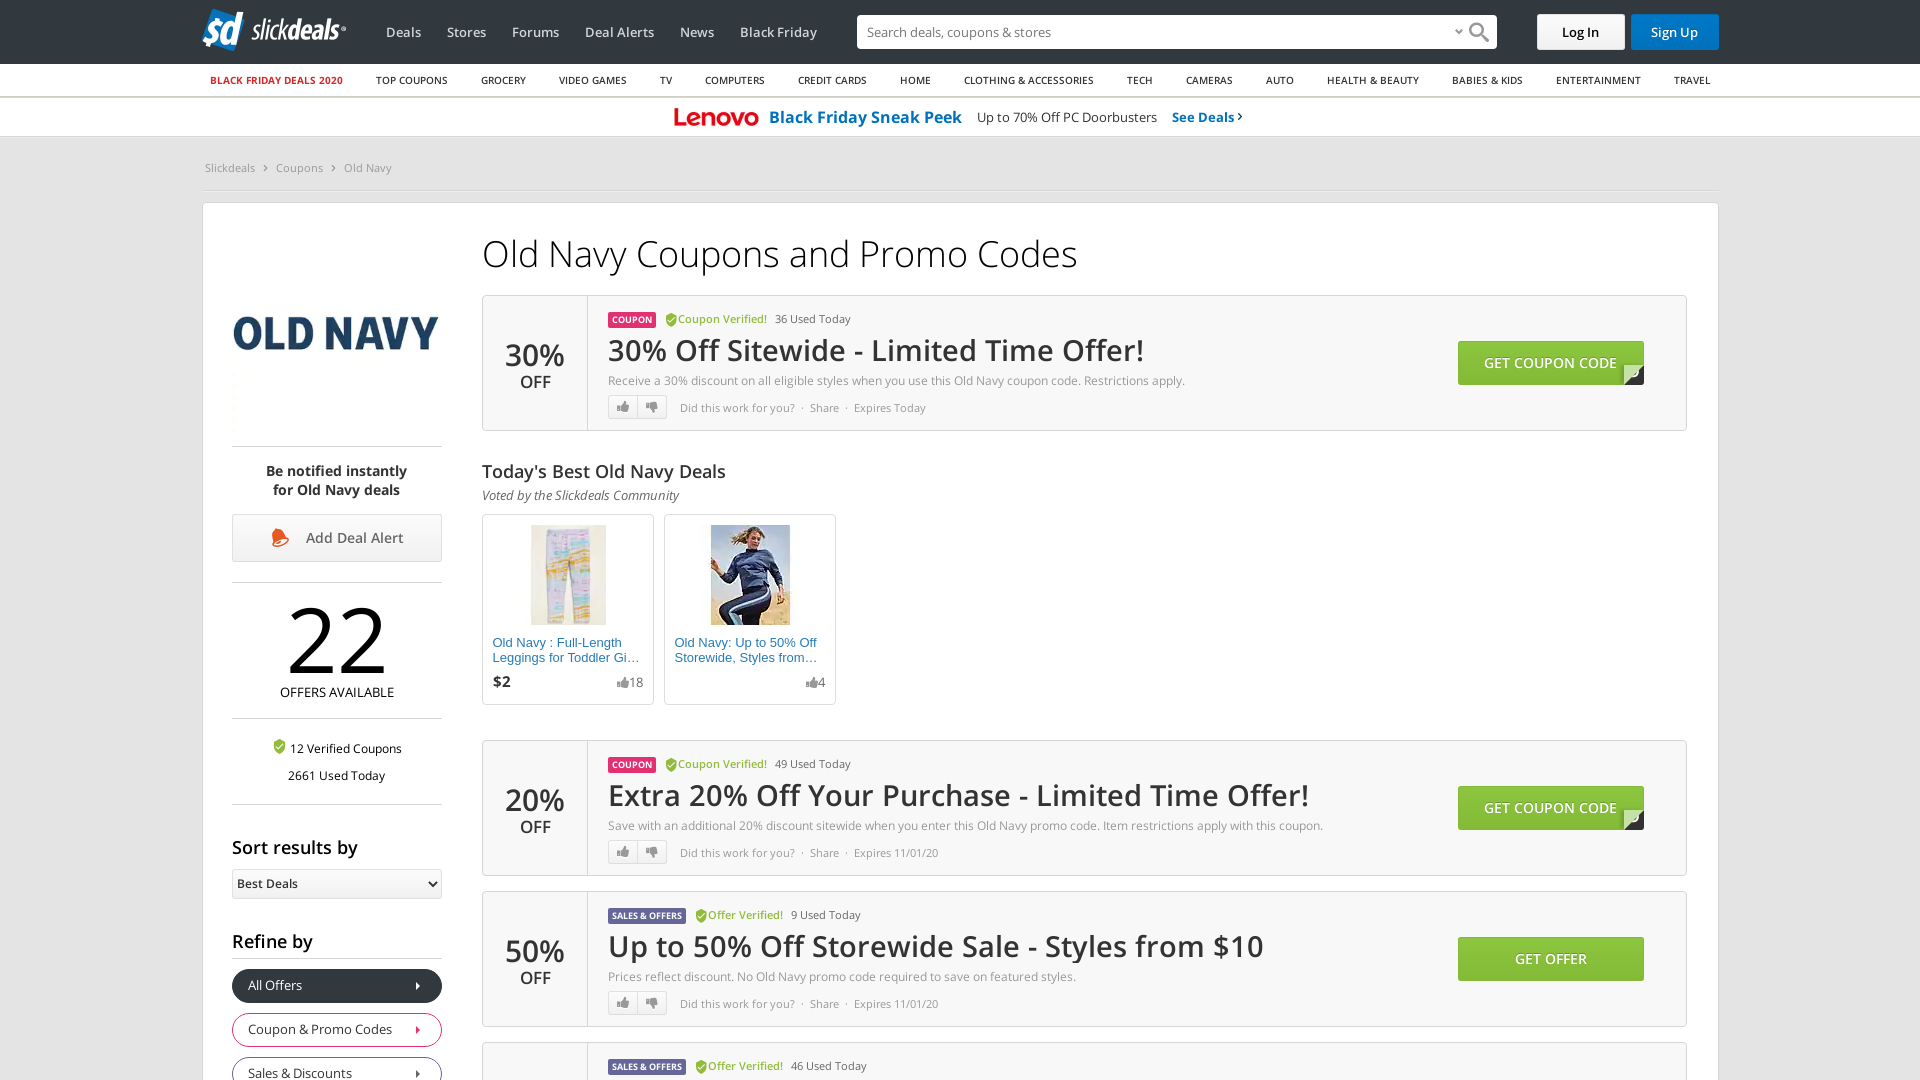 sd slickdeals
Deals
Stores
Forums
Deal Alerts
News
Black Friday
Search deals, coupons & stores
Log In
Sign Up
BLACK FRIDAY DEALS 2020
TOP COUPONS
GROCERY
VIDEO GAMES
TV
COMPUTERS
CREDIT CARDS
HOME
CLOTHING & ACCESSORIES
TECH
CAMERAS
AUTO
HEALTH & BEAUTY
BABIES & KIDS
ENTERTAINMENT
TRAVEL
Lenovo Black Friday Sneak Peek Up to 70% Off PC Doorbusters See Deals
Slickdeals > Coupons > Old Navy
OLD NAVY
Be notified instantly
for Old Navy deals
Add Deal Alert
22
OFFERS AVAILABLE
12 Verified Coupons
2661 Used Today
Sort results by
Best Deals
Refine by
All Offers
Coupon & Promo Codes
Sales & Discounts
Old Navy Coupons and Promo Codes
30%
OFF
COUPON Coupon Verified! 36 Used Today
30% Off Sitewide - Limited Time Offer!
Receive a 30% discount on all eligible styles when you use this Old Navy coupon code. Restrictions apply.
Did this work for you? · Share · Expires Today
GET COUPON CODE
Today's Best Old Navy Deals
Voted by the Slickdeals Community
Old Navy : Full-Length
Leggings for Toddler Gi...
$2 18
Old Navy: Up to 50% Off
Storewide, Styles from...
4
20%
OFF
COUPON Coupon Verified! 49 Used Today
Extra 20% Off Your Purchase - Limited Time Offer!
Save with an additional 20% discount sitewide when you enter this Old Navy promo code. Item restrictions apply with this coupon.
Did this work for you? · Share · Expires 11/01/20
GET COUPON CODE
50%
OFF
SALES & OFFERS Offer Verified! 9 Used Today
Up to 50% Off Storewide Sale - Styles from $10
Prices reflect discount. No Old Navy promo code required to save on featured styles.
Did this work for you? · Share · Expires 11/01/20
GET OFFER
SALES & OFFERS Offer Verified! 46 Used Today